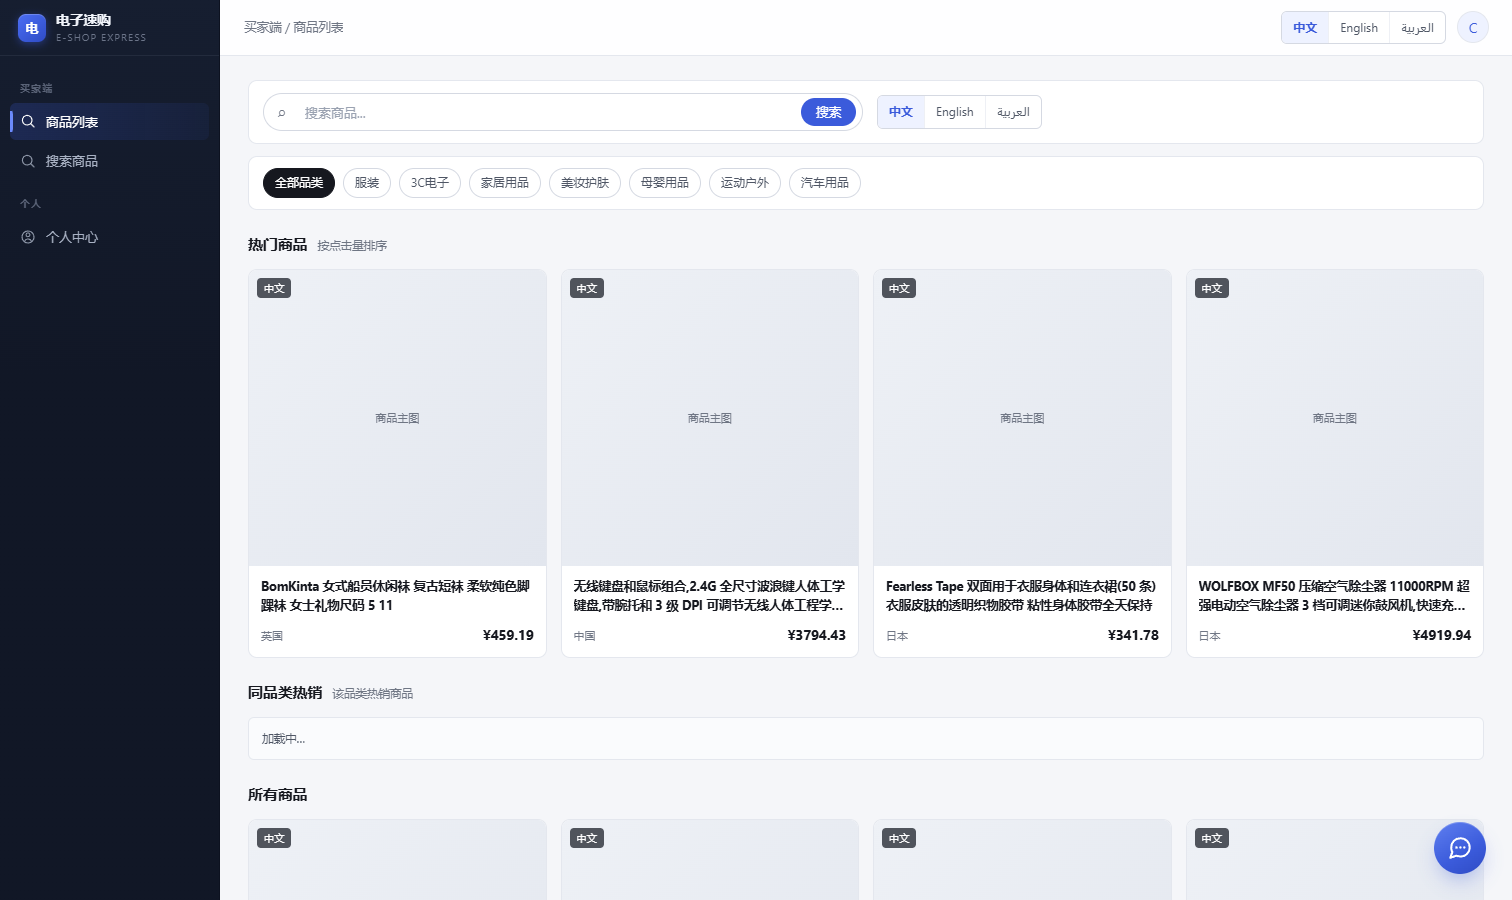 电
电子速购
E-SHOP EXPRESS
买家端
商品列表
搜索商品
个人
个人中心
买家端 / 商品列表
中文 English العربية
C
搜索商品...
搜索
中文 English العربية
全部品类 服装 3C电子 家居用品 美妆护肤 母婴用品 运动户外 汽车用品
热门商品 按点击量排序
中文
商品主图
BomKinta 女式船员休闲袜 复古短袜 柔软纯色脚
踝袜 女士礼物尺码 5 11
英国 ¥459.19
中文
商品主图
无线键盘和鼠标组合,2.4G 全尺寸波浪键人体工学
键盘,带腕托和 3 级 DPI 可调节无线人体工程学...
中国 ¥3794.43
中文
商品主图
Fearless Tape 双面用于衣服身体和连衣裙(50 条)
衣服皮肤的透明织物胶带 粘性身体胶带全天保持
日本 ¥341.78
中文
商品主图
WOLFBOX MF50 压缩空气除尘器 11000RPM 超
强电动空气除尘器 3 档可调迷你鼓风机,快速充...
日本 ¥4919.94
同品类热销 该品类热销商品
加载中...
所有商品
中文
中文
中文
中文